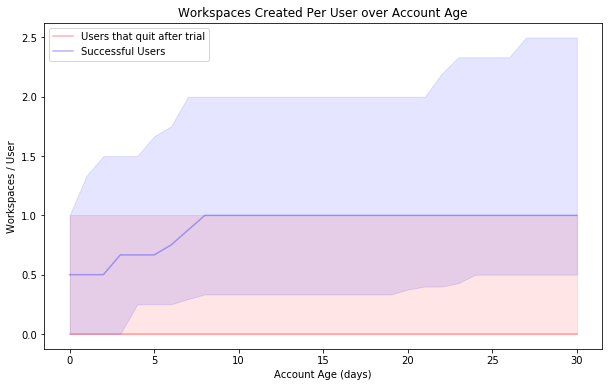 Workspaces Created Per User over Account Age
Users that quit after trial
Successful Users
2.5
2.0
1.5
1.0
0.5
0.0
Workspaces / User
0
5
10
15
20
25
30
Account Age (days)